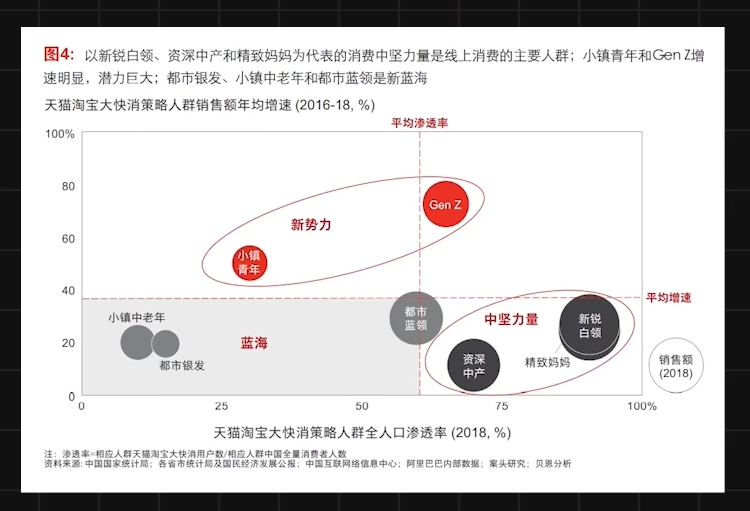 图4：以新锐白领、资深中产和精致妈妈为代表的消费中坚力量是线上消费的主要人群；小镇青年和Gen Z增
速明显，潜力巨大；都市银发、小镇中老年和都市蓝领是新蓝海
天猫淘宝大快消策略人群销售额年均增速 (2016-18, %)
平均渗透率
100%
80
Gen Z
新势力
60
小镇
青年
40
平均增速
小镇中老年
都市
蓝领
中坚力量
新锐
白领
20
蓝海
都市银发
资深
中产
精致妈妈
销售额
(2018)
0
0
25
50
75
100%
天猫淘宝大快消策略人群全人口渗透率 (2018, %)
注：渗透率=相应人群天猫淘宝大快消用户数/相应人群中国全量消费者人数
资料来源: 中国国家统计局；各省市统计局及国民经济发展公报；中国互联网络信息中心；阿里巴巴内部数据；案头研究；贝恩分析